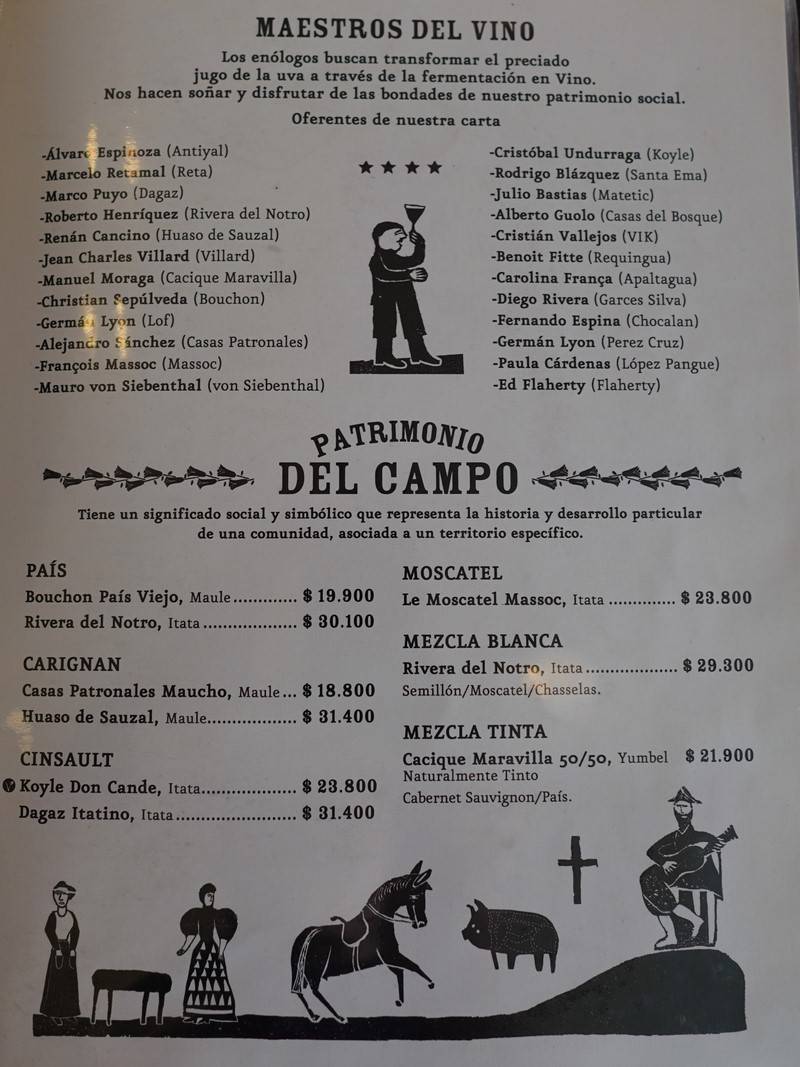 MAESTROS DEL VINO
Los enólogos buscan transformar el preciado
jugo de la uva a través de la fermentación en Vino.
Nos hacen soñar y disfrutar de las bondades de nuestro patrimonio social.
Oferentes de nuestra carta
-Álvaro Espinoza (Antiyal)
-Marcelo Retamal (Reta)
-Marco Puyo (Dagaz)
-Roberto Henríquez (Rivera del Notro)
-Renán Cancino (Huaso de Sauzal)
-Jean Charles Villard (Villard)
-Manuel Moraga (Cacique Maravilla)
-Christian Sepúlveda (Bouchon)
-Germán Lyon (Lof)
-Alejandro Sánchez (Casas Patronales)
-François Massoc (Massoc)
-Mauro von Siebenthal (von Siebenthal)
-Cristóbal Undurraga (Koyle)
-Rodrigo Blázquez (Santa Ema)
-Julio Bastias (Matetic)
-Alberto Guolo (Casas del Bosque)
-Cristián Vallejos (VIK)
-Benoit Fitte (Requingua)
-Carolina França (Apaltagua)
-Diego Rivera (Garces Silva)
-Fernando Espina (Chocalan)
-Germán Lyon (Perez Cruz)
-Paula Cárdenas (López Pangue)
-Ed Flaherty (Flaherty)
PATRIMONIO
DEL CAMPO
Tiene un significado social y simbólico que representa la historia y desarrollo particular
de una comunidad, asociada a un territorio específico.
PAÍS
Bouchon País Viejo, Maule............. $ 19.900
Rivera del Notro, Itata................... $ 30.100
CARIGNAN
Casas Patronales Maucho, Maule... $ 18.800
Huaso de Sauzal, Maule.................. $ 31.400
CINSAULT
Koyle Don Cande, Itata................... $ 23.800
Dagaz Itatino, Itata........................ $ 31.400
MOSCATEL
Le Moscatel Massoc, Itata .............. $ 23.800
MEZCLA BLANCA
Rivera del Notro, Itata................... $ 29.300
Semillón/Moscatel/Chasselas.
MEZCLA TINTA
Cacique Maravilla 50/50, Yumbel $ 21.900
Naturalmente Tinto
Cabernet Sauvignon/País.